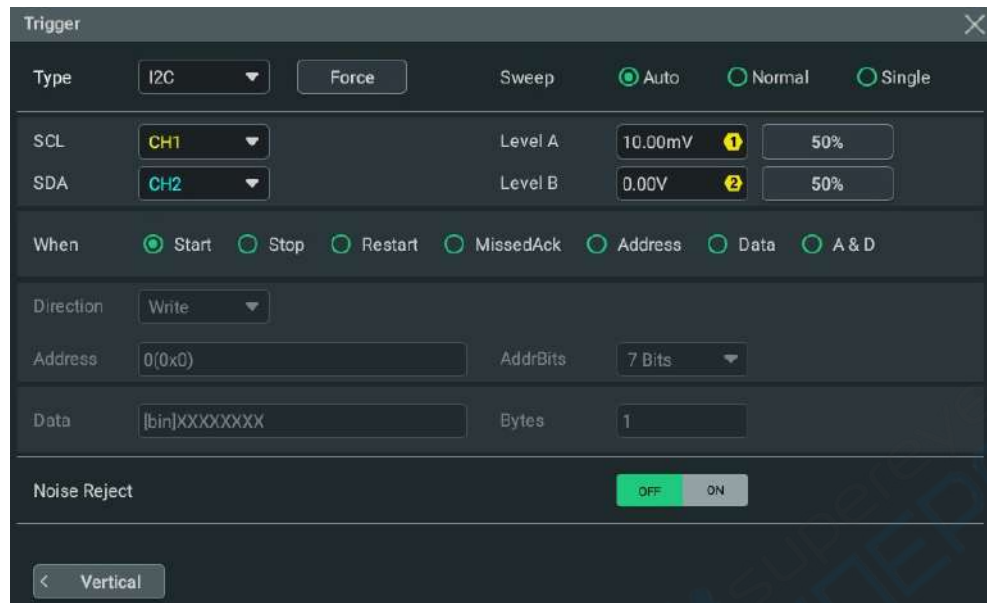 Trigger
Type I2C Force Sweep Auto Normal Single
SCL CH1 Level A 10.00mV 1 50%
SDA CH2 Level B 0.00V 2 50%
When Start Stop Restart MissedAck Address Data A & D
Direction Write
Address 0(0x0) AddrBits 7 Bits
Data [bin]XXXXXXXX Bytes 1
Noise Reject OFF ON
< Vertical